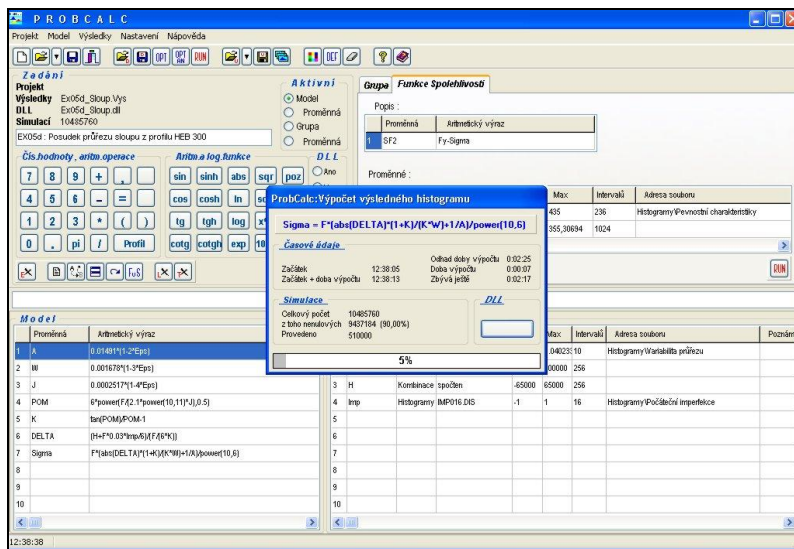 PROBCALC
Projekt Model Výsledky Nastavení Nápověda
OPT OPT AN RUN DEF
Zadání
Projekt
Výsledky Ex05d_Sloup.Vys
DLL Ex05d_Sloup.dll
Simulací 10485760
Ex05d : Posudek průřezu sloupu z profilu HEB 300
Aktivní
Model
Proměnná
Grupa
Proměnná
Grupa Funkce Spolehlivosti
Popis :
Proměnná Aritmetický výraz
1 SF2 Fy-Sigma
Proměnné :
Max Intervalů Adresa souboru
435 236 Histogramy\Pevnostní charakteristiky
355,30694 1024
RUN
Čís.hodnoty , aritm.operace
7 8 9 + ,
4 5 6 - =
1 2 3 * ( )
0 . pi / Profil
Aritm.a log.funkce
sin sinh abs sqr poz
cos cosh ln
tg tgh log
cotg cotgh exp
DLL
Ano
FuS
ProbCalc:Výpočet výsledného histogramu
Sigma = F*(abs(DELTA)*(1+K)/(K*W)+1/A)/power(10,6)
Časové údaje
Odhad doby výpočtu 0:02:25
Začátek 12:38:05 Doba výpočtu 0:00:07
Začátek + doba výpočtu 12:38:13 Zbývá ještě 0:02:17
Simulace
Celkový počet 10485760
z toho nenulových 9437184 (90,00%)
Provedeno 510000
DLL
5%
Model
Proměnná Aritmetický výraz
1 A 0.01491*(1-2*Eps)
2 W 0.001678*(1-3*Eps)
3 J 0.0002517*(1-4*Eps)
4 POM 6*power(F/(2.1*power(10,11)*J),0.5)
5 K tan(POM)/POM-1
6 DELTA (H+F*0.03*Imp/6)/(F/(6*K))
7 Sigma F*(abs(DELTA)*(1+K)/(K*W)+1/A)/power(10,6)
8
9
10
Max Intervalů Adresa souboru Poznám
10 Histogramy\Variabilita průřezu
256
3 H Kombinace spočten -65000 65000 256
4 Imp Histogramy IMP016.DIS -1 1 16 Histogramy\Počáteční imperfekce
5
6
7
8
9
10
12:38:38